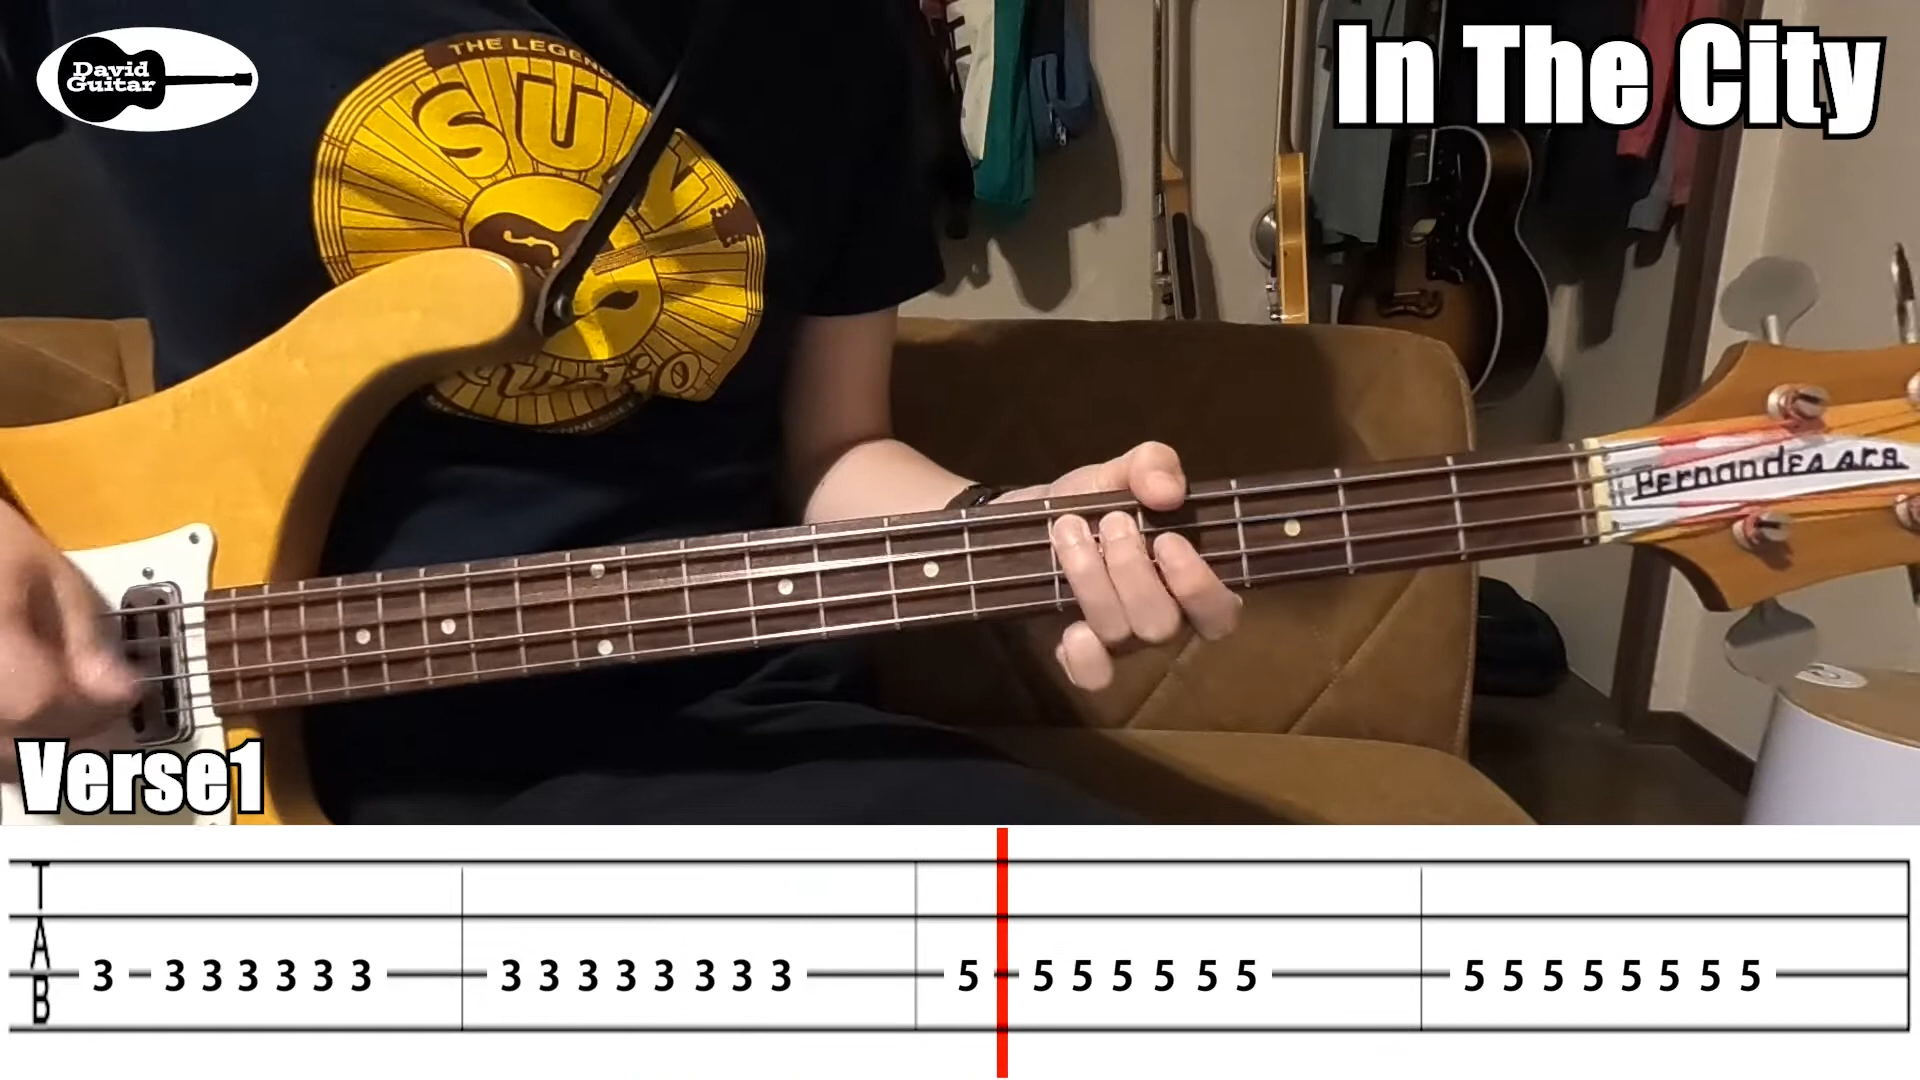 David
Guitar
In The City
THE LEGEN
SUN
Studio
Fernandes
Verse1
T
A
B
3 3 3 3 3 3 3
3 3 3 3 3 3 3 3
5 5 5 5 5 5 5
5 5 5 5 5 5 5 5